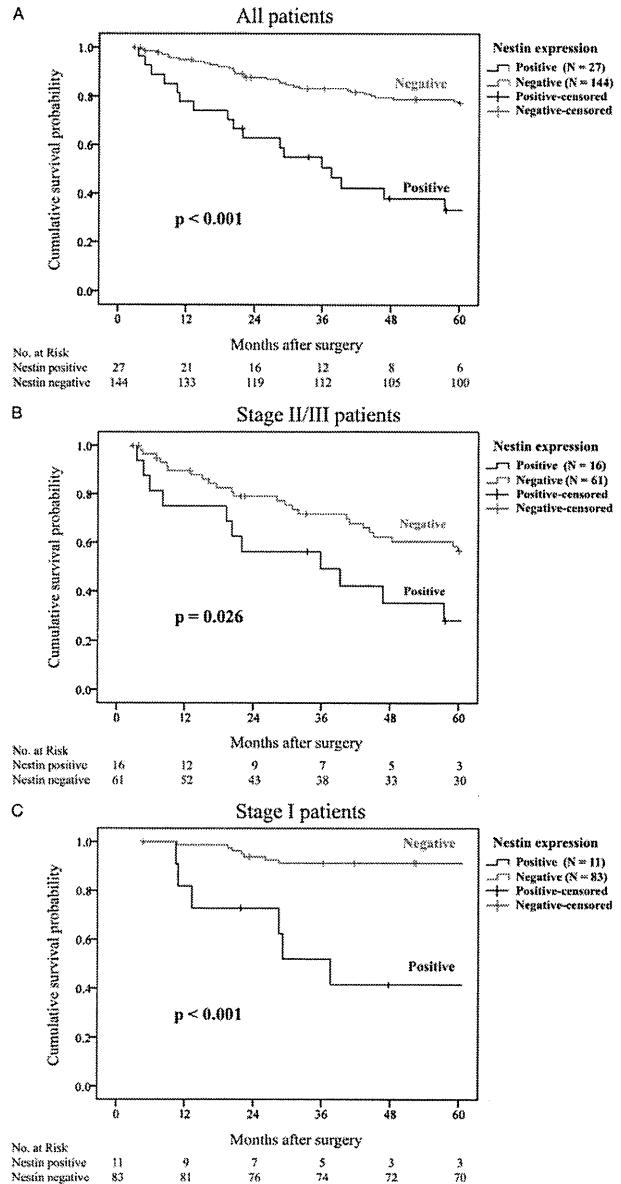 A
All patients
Cumulative survival probability
1.0
0.8
0.6
0.4
0.2
0.0
Negative
Positive
p < 0.001
0 12 24 36 48 60
Months after surgery
Nestin expression
Positive (N = 27)
Negative (N = 144)
Positive-censored
Negative-censored
No. at Risk
Nestin positive 27 21 16 12 8 6
Nestin negative 144 133 119 112 105 100
B
Stage II/III patients
Cumulative survival probability
1.0
0.8
0.6
0.4
0.2
0.0
Negative
Positive
p = 0.026
0 12 24 36 48 60
Months after surgery
Nestin expression
Positive (N = 16)
Negative (N = 61)
Positive-censored
Negative-censored
No. at Risk
Nestin positive 16 12 9 7 5 3
Nestin negative 61 52 43 38 33 30
C
Stage I patients
Cumulative survival probability
1.0
0.8
0.6
0.4
0.2
0.0
Negative
Positive
p < 0.001
0 12 24 36 48 60
Months after surgery
Nestin expression
Positive (N = 11)
Negative (N = 83)
Positive-censored
Negative-censored
No. at Risk
Nestin positive 11 9 7 5 3 3
Nestin negative 83 81 76 74 72 70